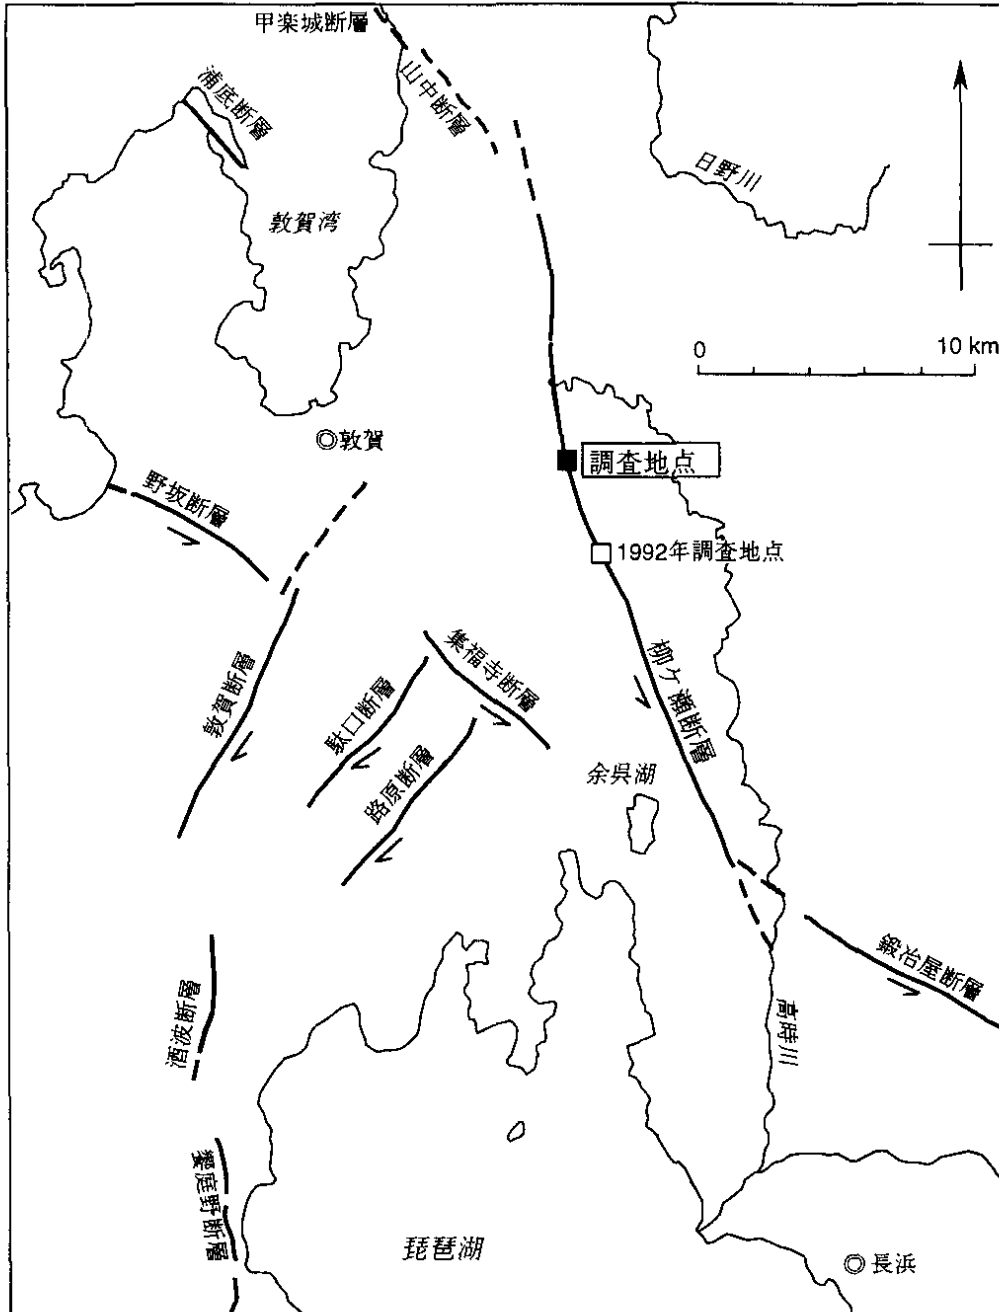 甲楽城断層
山中断層
浦底断層
日野川
敦賀湾
0 10 km
◎敦賀
調査地点
野坂断層
1992年調査地点
集福寺断層
柳ケ瀬断層
敦賀断層
駄口断層
路原断層
余呉湖
鍛冶屋断層
酒波断層
高時川
饗庭野断層
琵琶湖
◎長浜